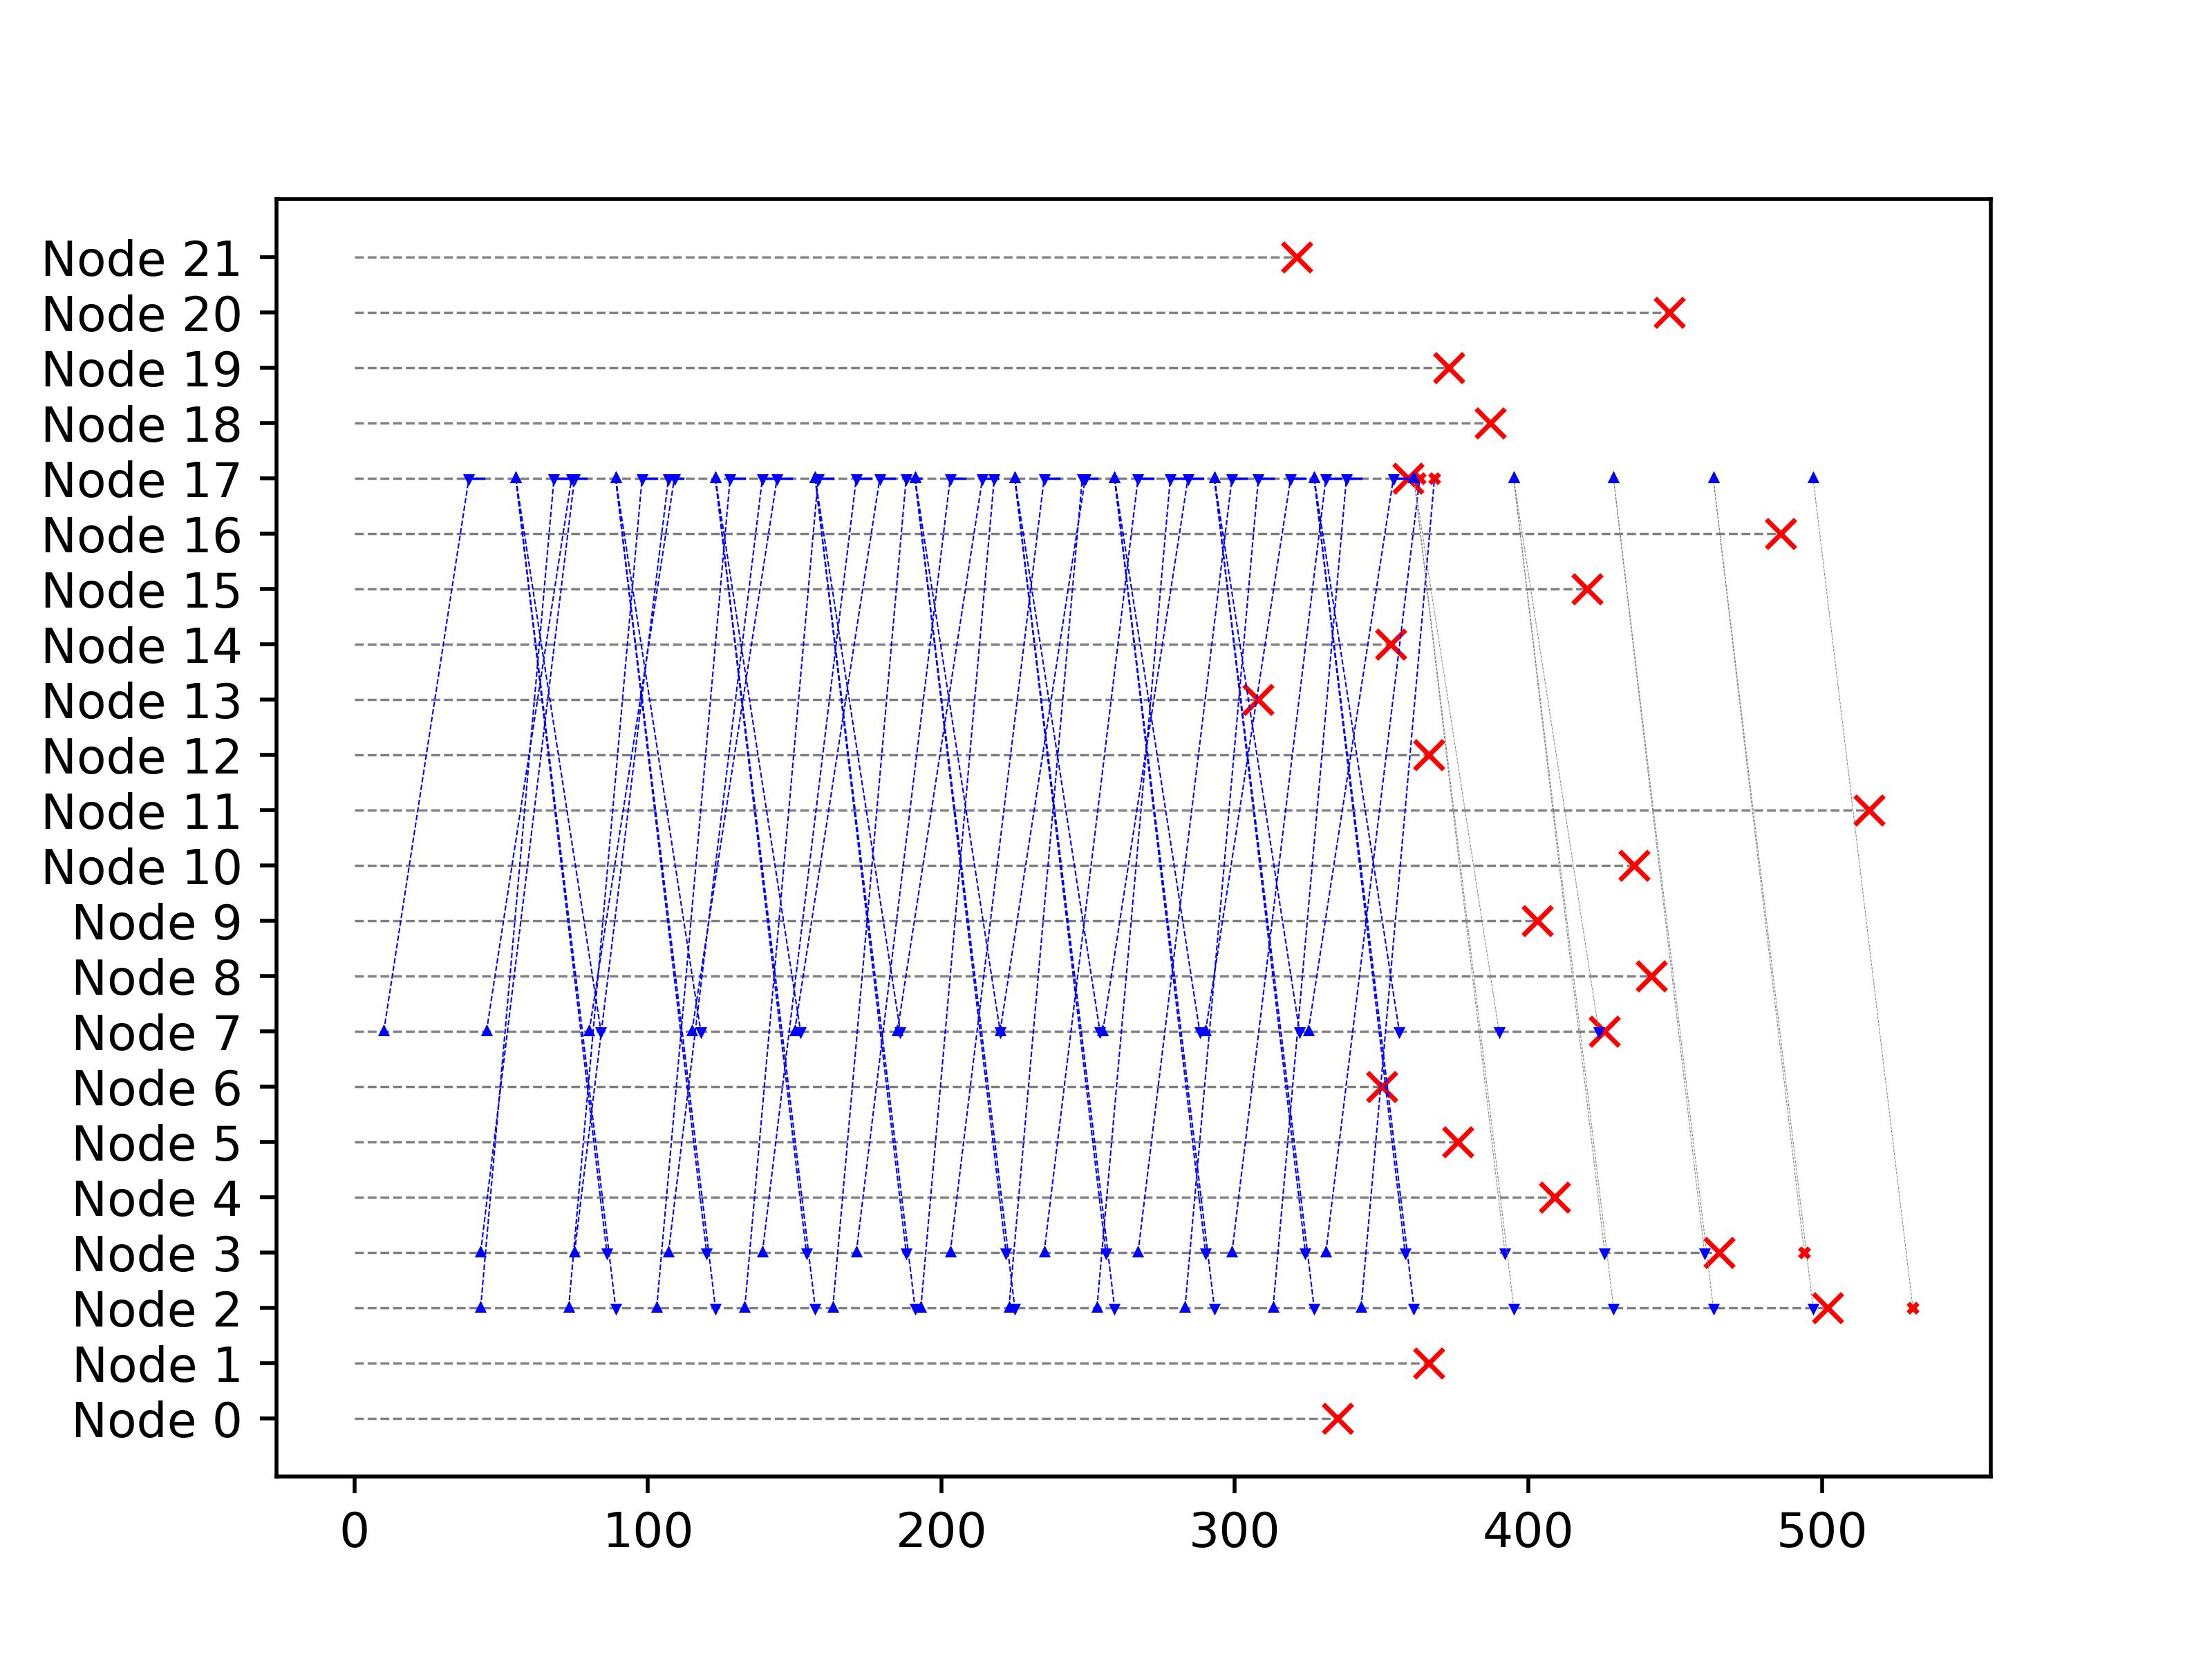 Node 21
Node 20
Node 19
Node 18
Node 17
Node 16
Node 15
Node 14
Node 13
Node 12
Node 11
Node 10
Node 9
Node 8
Node 7
Node 6
Node 5
Node 4
Node 3
Node 2
Node 1
Node 0
0 100 200 300 400 500